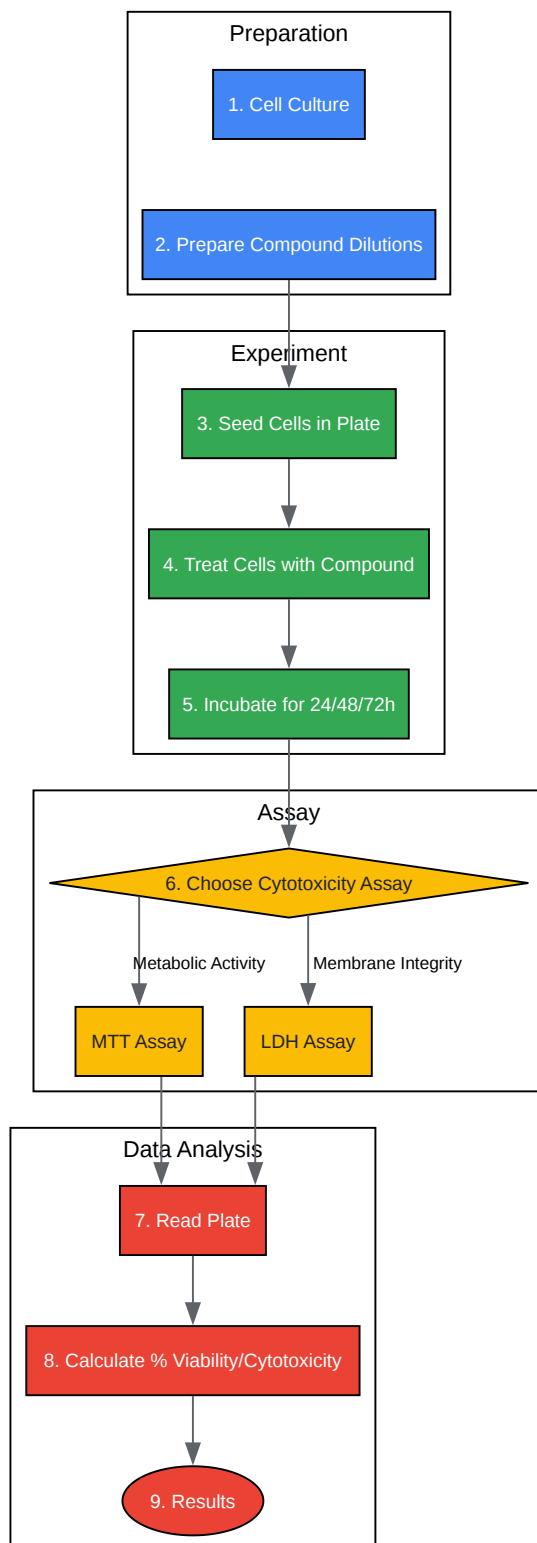 Preparation
1. Cell Culture
2. Prepare Compound Dilutions
Experiment
3. Seed Cells in Plate
4. Treat Cells with Compound
5. Incubate for 24/48/72h
Assay
6. Choose Cytotoxicity Assay
Metabolic Activity
Membrane Integrity
MTT Assay
LDH Assay
Data Analysis
7. Read Plate
8. Calculate % Viability/Cytotoxicity
9. Results